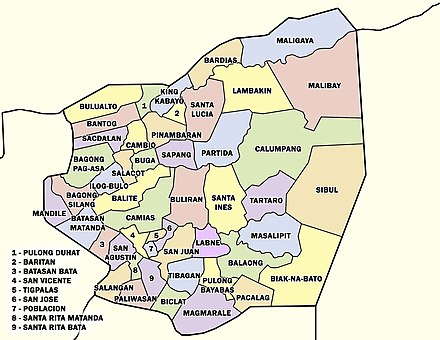 MALIGAYA
BARDIAS
KING
KABAYO
1
2
BULUALTO
LAMBAKIN
MALIBAY
SANTA
LUCIA
BANTOG
PINAMBARAN
SACDALAN
CAMBIO
PARTIDA
CALUMPANG
SAPANG
BUGA
BAGONG
PAG-ASA
SALACOT
ILOG-BULO
SIBUL
BAGONG
SILANG
BALITE
BULIRAN
SANTA
INES
TARTARO
MANDILE
BATASAN
MATANDA
CAMIAS
MASALIPIT
3
4
5
6
7
LABNE
SAN
AGUSTIN
SAN JUAN
BALAONG
8
9
TIBAGAN
BIAK-NA-BATO
PULONG
BAYABAS
SALANGAN
PALIWASAN
BICLAT
PACALAG
MAGMARALE
1 - PULONG DUHAT
2 - BARITAN
3 - BATASAN BATA
4 - SAN VICENTE
5 - TIGPALAS
6 - SAN JOSE
7 - POBLACION
8 - SANTA RITA MATANDA
9 - SANTA RITA BATA